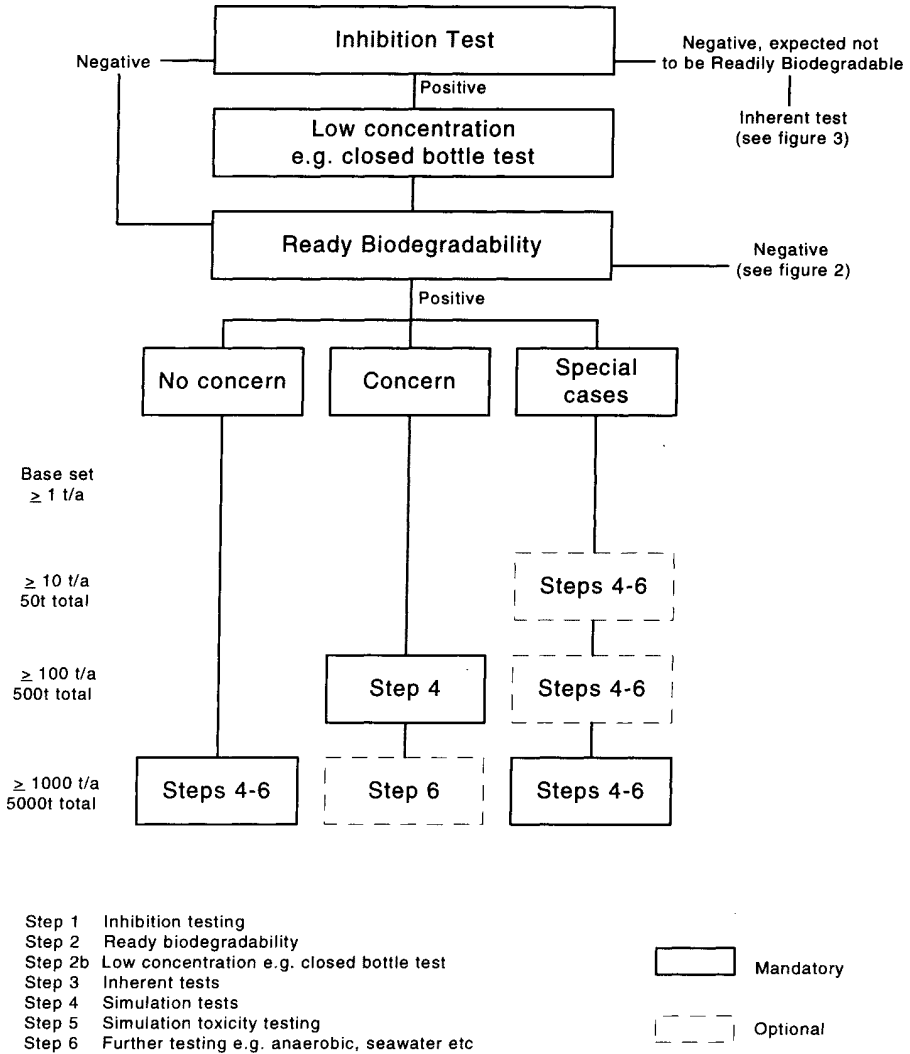 Inhibition Test
Negative
Negative, expected not
to be Readily Biodegradable
Positive
Inherent test
(see figure 3)
Low concentration
e.g. closed bottle test
Ready Biodegradability
Negative
(see figure 2)
Positive
No concern
Concern
Special
cases
Base set
≥ 1 t/a
≥ 10 t/a
50t total
Steps 4-6
≥ 100 t/a
500t total
Step 4
Steps 4-6
≥ 1000 t/a
5000t total
Steps 4-6
Step 6
Steps 4-6
Step 1 Inhibition testing
Step 2 Ready biodegradability
Step 2b Low concentration e.g. closed bottle test
Step 3 Inherent tests
Step 4 Simulation tests
Step 5 Simulation toxicity testing
Step 6 Further testing e.g. anaerobic, seawater etc
Mandatory
Optional